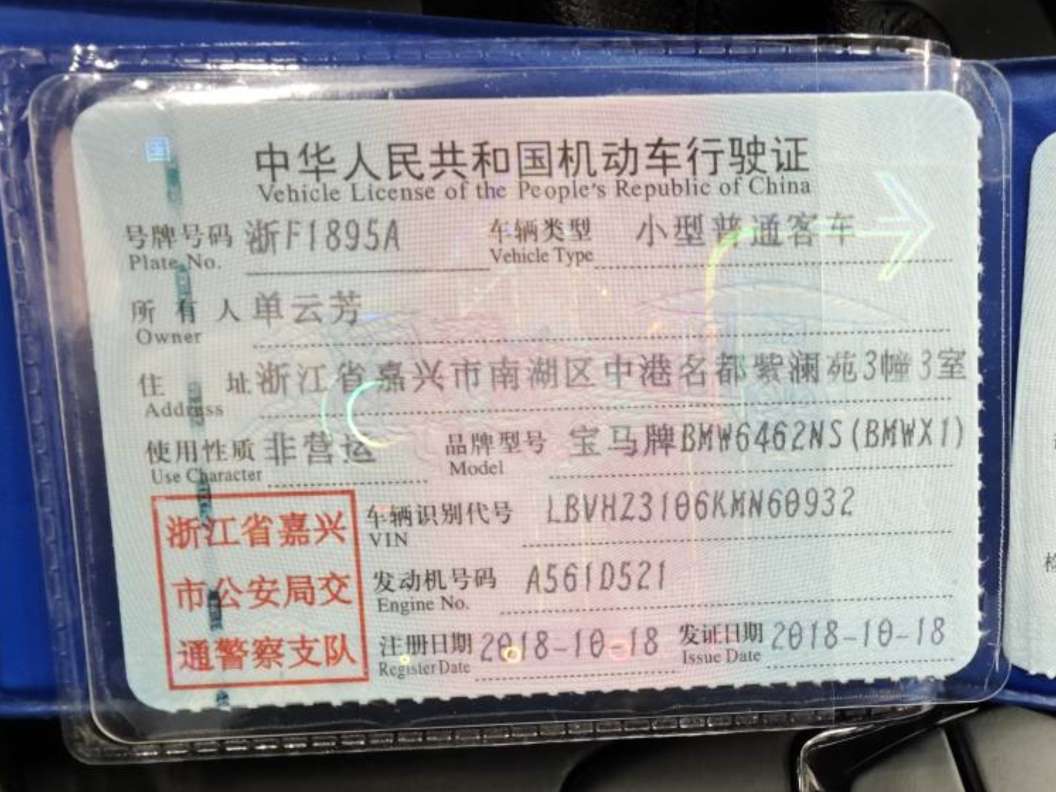 中华人民共和国机动车行驶证
Vehicle License of the People's Republic of China
号牌号码 浙F1895A 车辆类型 小型普通客车
Plate No. Vehicle Type
所有人 单云芳
Owner
住址 浙江省嘉兴市南湖区中港名都紫澜苑3幢3室
Address
使用性质 非营运 品牌型号 宝马牌BMW6462NS(BMWX1)
Use Character Model
浙江省嘉兴
市公安局交
通警察支队
车辆识别代号 LBVHZ3106KMN60932
VIN
发动机号码 A561D521
Engine No.
注册日期 2018-10-18 发证日期 2018-10-18
Register Date Issue Date